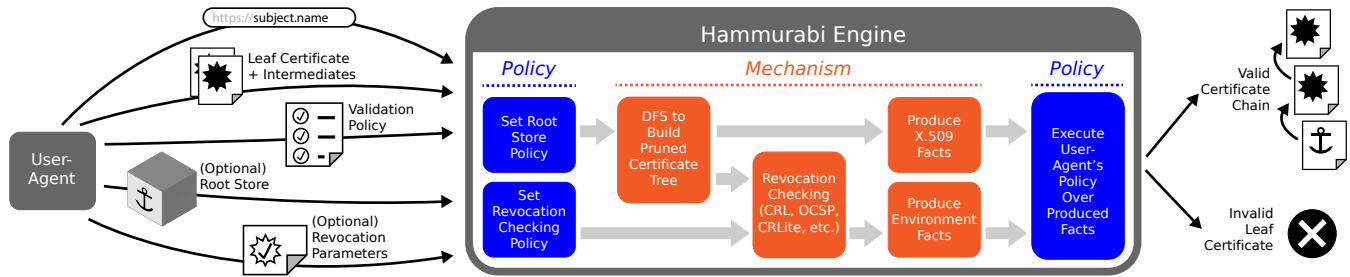 https://subject.name
Leaf Certificate
+ Intermediates
Validation
Policy
User-
Agent
(Optional)
Root Store
(Optional)
Revocation
Parameters
Hammurabi Engine
Policy
Mechanism
Policy
Set Root
Store
Policy
Set
Revocation
Checking
Policy
DFS to
Build
Pruned
Certificate
Tree
Revocation
Checking
(CRL, OCSP,
CRLite, etc.)
Produce
X.509
Facts
Produce
Environment
Facts
Execute
User-
Agent’s
Policy
Over
Produced
Facts
Valid
Certificate
Chain
Invalid
Leaf
Certificate